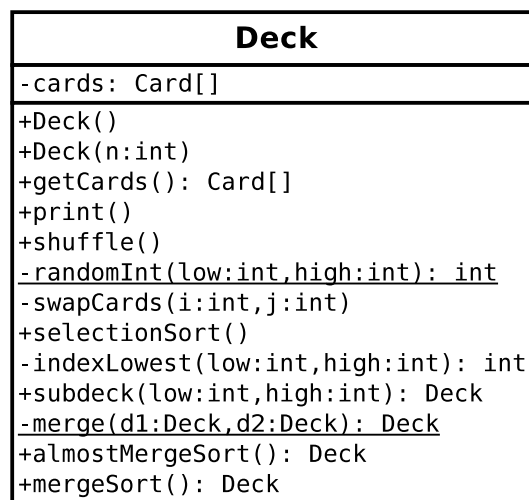 Deck
-cards: Card[]
+Deck()
+Deck(n:int)
+getCards(): Card[]
+print()
+shuffle()
-randomInt(low:int,high:int): int
-swapCards(i:int,j:int)
+selectionSort()
-indexLowest(low:int,high:int): int
+subdeck(low:int,high:int): Deck
-merge(d1:Deck,d2:Deck): Deck
+almostMergeSort(): Deck
+mergeSort(): Deck